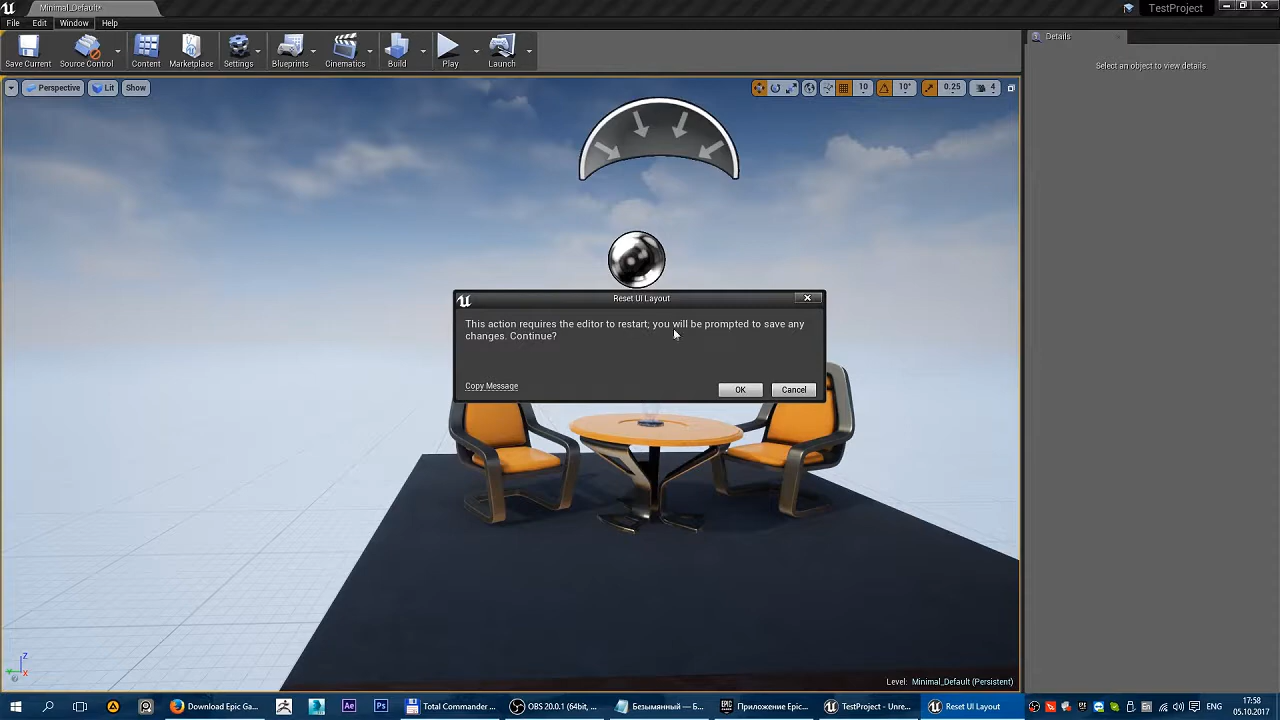 Minimal_Default*
TestProject
File Edit Window Help
Save Current Source Control Content Marketplace Settings Blueprints Cinematics Build Play Launch
Details
Select an object to view details.
Perspective Lit Show
10 10° 0.25 4
Reset UI Layout
This action requires the editor to restart; you will be prompted to save any
changes. Continue?
Copy Message
OK Cancel
Z
Y X
Level: Minimal_Default (Persistent)
Download Epic Ga...
Ae Ps
Total Commander ...
OBS 20.0.1 (64bit, ...
Безымянный — Б...
Приложение Epic...
TestProject - Unre...
Reset UI Layout
ENG
17:58
05.10.2017